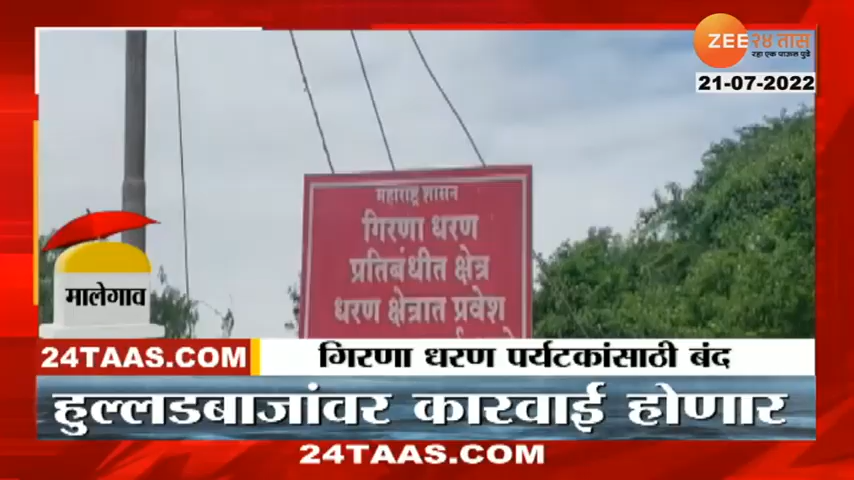 ZEE २४ तास
रहा एक पाऊल पुढे
21-07-2022
महाराष्ट्र शासन
गिरणा धरण
प्रतिबंधीत क्षेत्र
धरण क्षेत्रात प्रवेश
मालेगाव
24TAAS.COM
गिरणा धरण पर्यटकांसाठी बंद
हुल्लडबाजांवर कारवाई होणार
24TAAS.COM